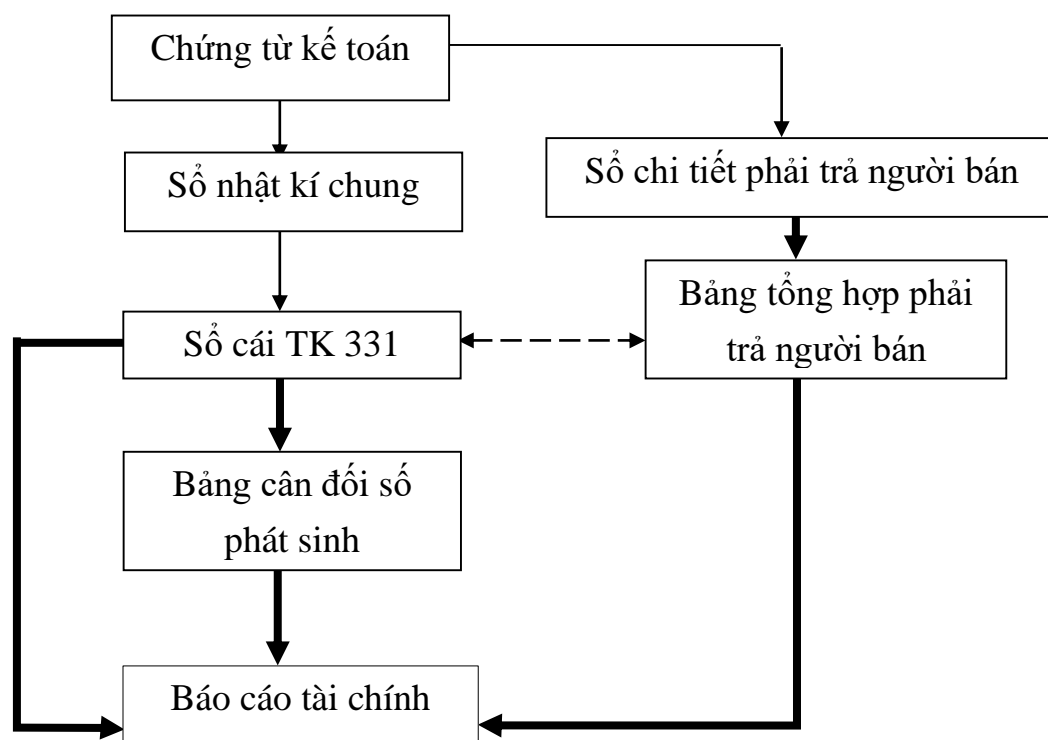 Chứng từ kế toán
Sổ nhật kí chung
Sổ chi tiết phải trả người bán
Sổ cái TK 331
Bảng tổng hợp phải
trả người bán
Bảng cân đối số
phát sinh
Báo cáo tài chính